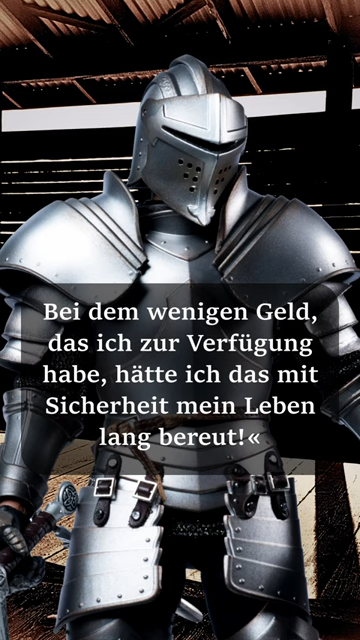 Bei dem wenigen Geld,
das ich zur Verfügung
habe, hätte ich das mit
Sicherheit mein Leben
lang bereut!«